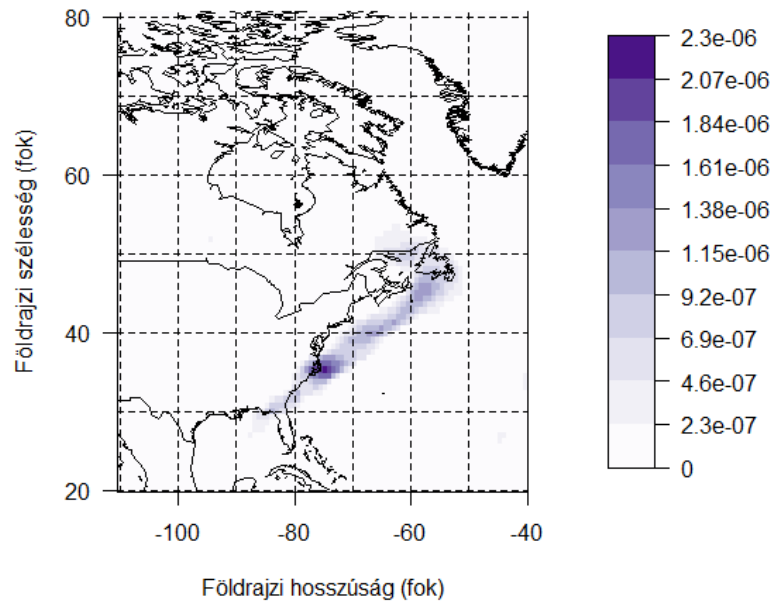 80
60
40
20
-100
-80
-60
-40
Földrajzi szélesség (fok)
Földrajzi hosszúság (fok)
2.3e-06
2.07e-06
1.84e-06
1.61e-06
1.38e-06
1.15e-06
9.2e-07
6.9e-07
4.6e-07
2.3e-07
0